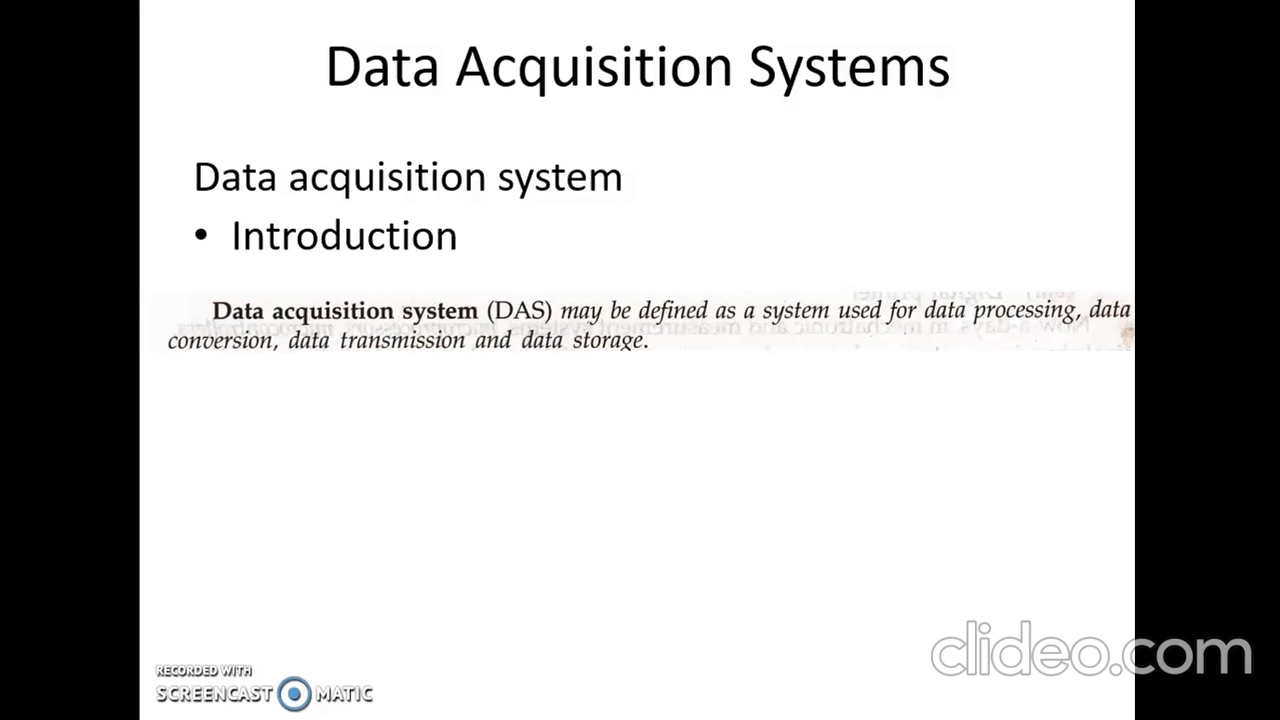 Data Acquisition Systems
Data acquisition system
• Introduction
Data acquisition system (DAS) may be defined as a system used for data processing, data
conversion, data transmission and data storage.
RECORDED WITH
SCREENCAST MATIC
clideo.com